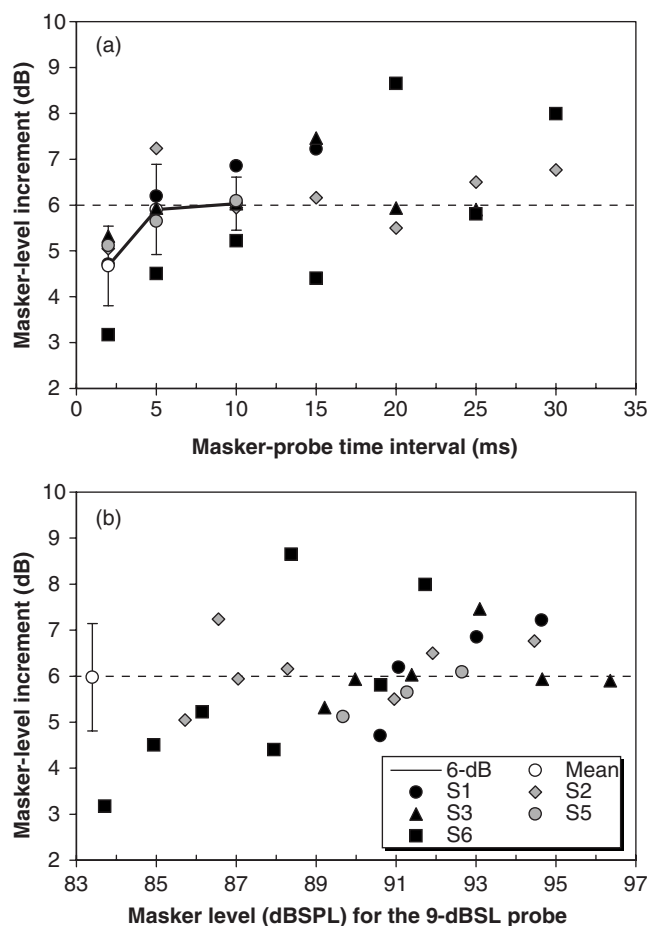 (a)
Masker-level increment (dB)
10
9
8
7
6
5
4
3
2
0 5 10 15 20 25 30 35
Masker-probe time interval (ms)
(b)
Masker-level increment (dB)
10
9
8
7
6
5
4
3
2
6-dB Mean
S1 S2
S3 S5
S6
83 85 87 89 91 93 95 97
Masker level (dBSPL) for the 9-dBSL probe